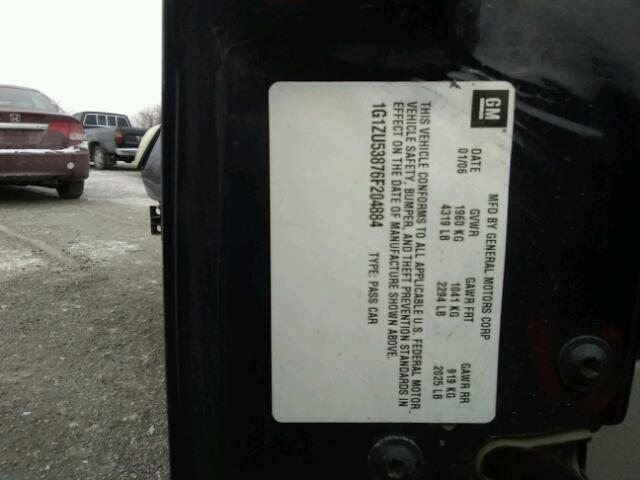 GM
MFD BY GENERAL MOTORS CORP
DATE GVWR GAWR FRT GAWR RR
01/06 1960 KG 1041 KG 919 KG
4319 LB 2294 LB 2025 LB
THIS VEHICLE CONFORMS TO ALL APPLICABLE U.S. FEDERAL MOTOR
VEHICLE SAFETY, BUMPER, AND THEFT PREVENTION STANDARDS IN
EFFECT ON THE DATE OF MANUFACTURE SHOWN ABOVE.
1G1ZU53876F204884 TYPE: PASS CAR